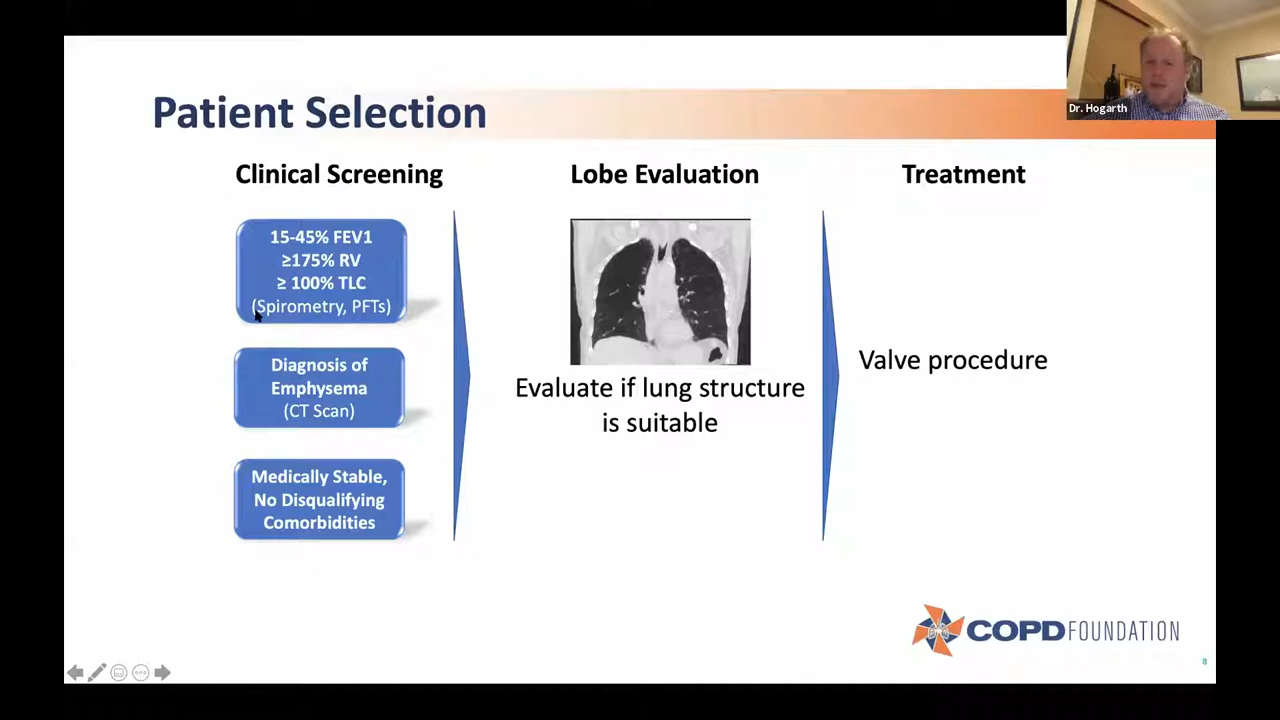 Dr. Hogarth
Patient Selection
Clinical Screening
15-45% FEV1
≥175% RV
≥ 100% TLC
(Spirometry, PFTs)
Diagnosis of
Emphysema
(CT Scan)
Medically Stable,
No Disqualifying
Comorbidities
Lobe Evaluation
Evaluate if lung structure
is suitable
Treatment
Valve procedure
COPD FOUNDATION
8